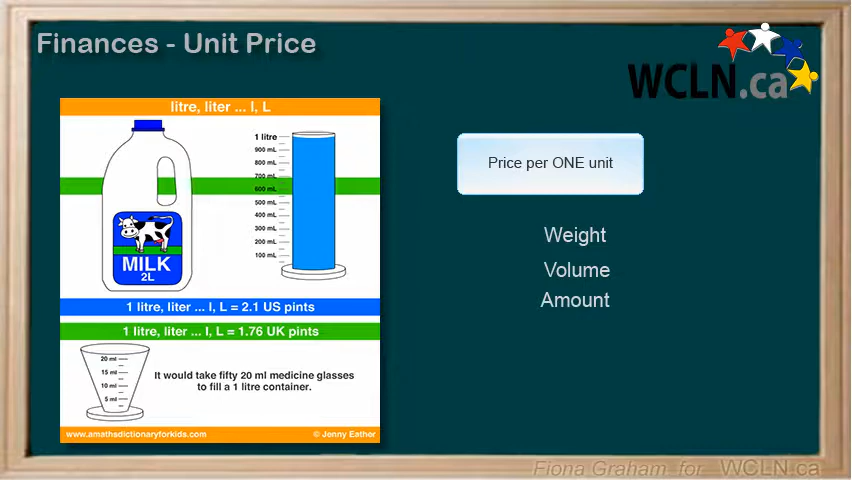 Finances - Unit Price
WCLN.ca
litre, liter ... l, L
1 litre
900 mL
800 mL
700 mL
600 mL
500 mL
400 mL
300 mL
200 mL
100 mL
MILK
2L
1 litre, liter ... l, L = 2.1 US pints
1 litre, liter ... l, L = 1.76 UK pints
20 ml
15 ml
10 ml
5 ml
It would take fifty 20 ml medicine glasses
to fill a 1 litre container.
www.amathsdictionaryforkids.com
© Jenny Eather
Price per ONE unit
Weight
Volume
Amount
Fiona Graham for WCLN.ca